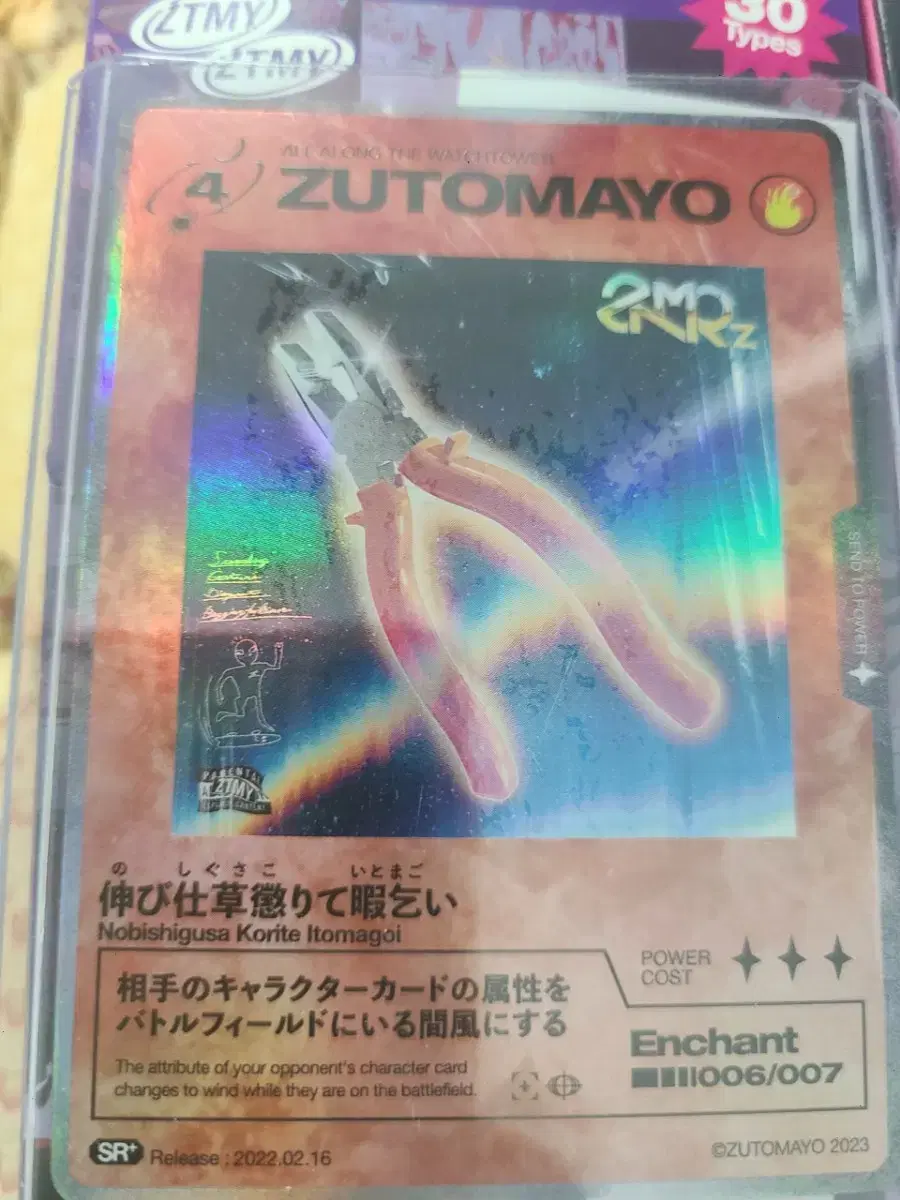 ZTMY
ZTMY
30
Types
ALL ALONG THE WATCHTOWER
4
ZUTOMAYO
SEND TO POWER
ZTMY
の しぐさこ いとまご
伸び仕草懲りて暇乞い
Nobishigusa Korite Itomagoi
相手のキャラクターカードの属性を
バトルフィールドにいる間風にする
The attribute of your opponent's character card
changes to wind while they are on the battlefield.
POWER
COST
Enchant
006/007
SR+
Release : 2022.02.16
©ZUTOMAYO 2023